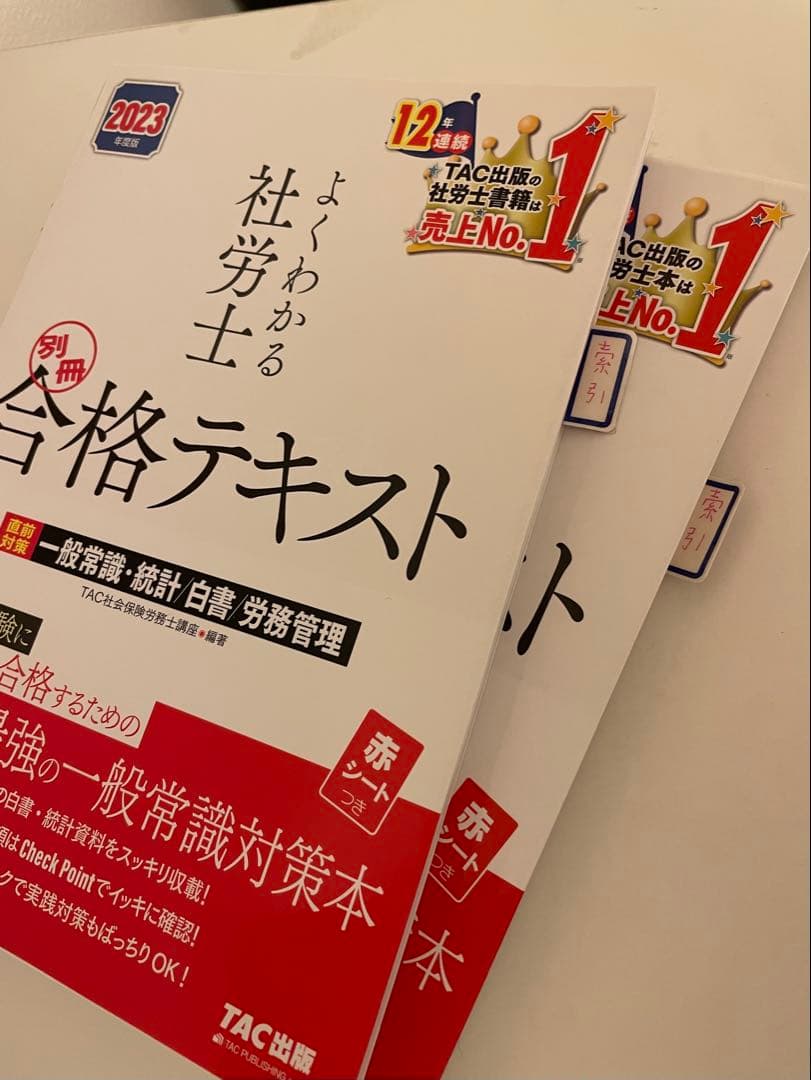 2023
年度版
12年連続
TAC出版の
社労士書籍は
売上No.1
よくわかる
社労士
別冊
合格テキスト
直前対策
一般常識・統計/白書/労務管理
TAC社会保険労務士講座●編著
験に
合格するための
最強の一般常識対策本
の白書・統計資料をスッキリ収載!
項はCheck Pointでイッキに確認!
クで実践対策もばっちりOK!
赤シートつき
TAC出版
TAC PUBLISHING
AC出版の
労士本は
上No.1
索引
索引
スト
赤シートつき
本